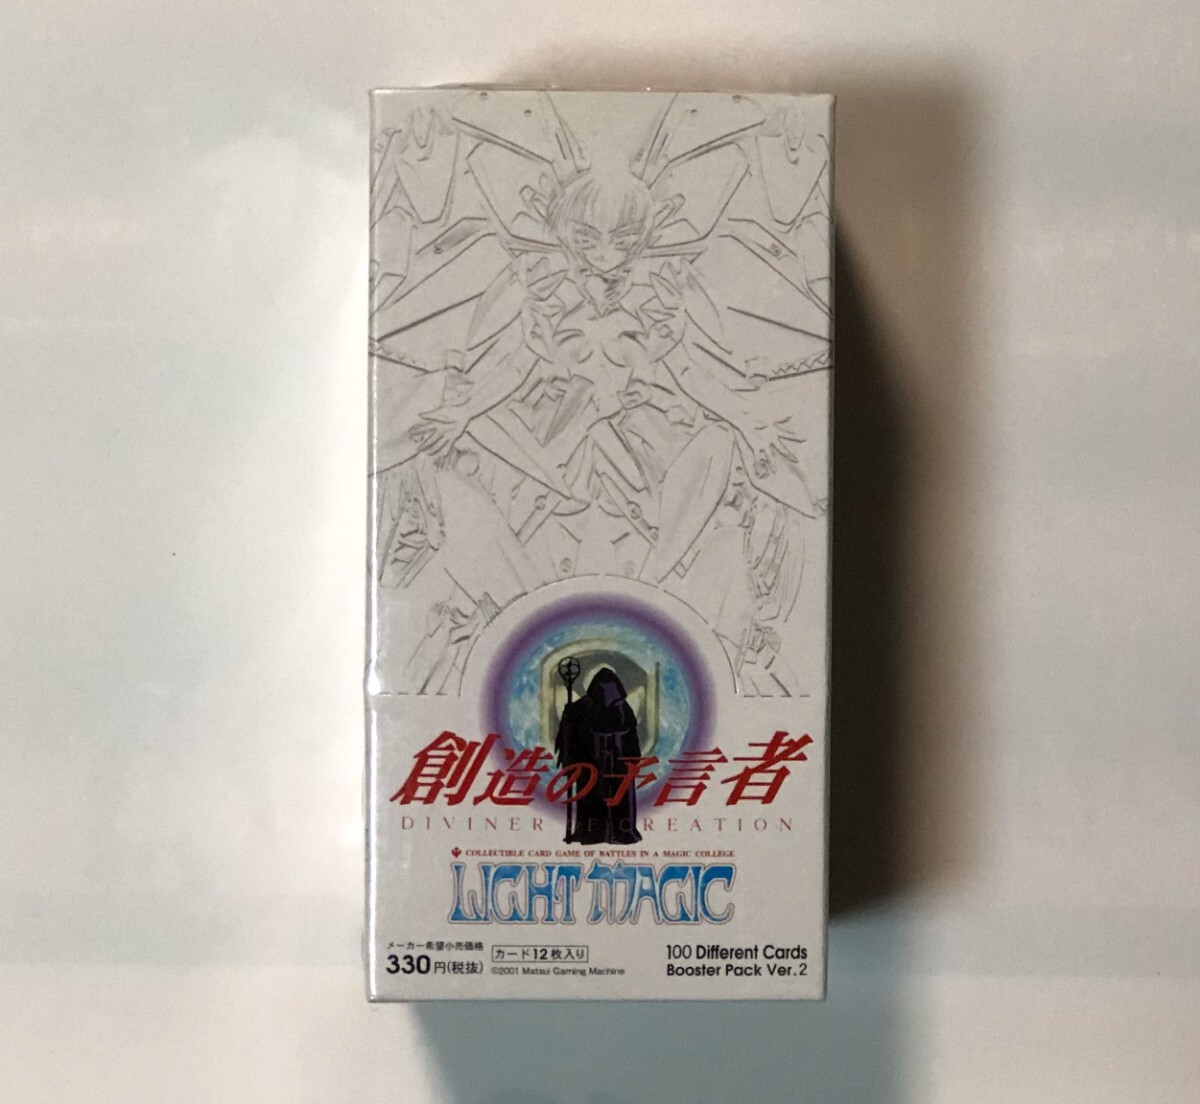 創造の予言者
DIVINER OF CREATION
COLLECTIBLE CARD GAME OF BATTLES IN A MAGIC COLLEGE
LIGHT MAGIC
メーカー希望小売価格
330円(税抜)
カード12枚入り
©2001 Matsui Gaming Machine
100 Different Cards
Booster Pack Ver.2